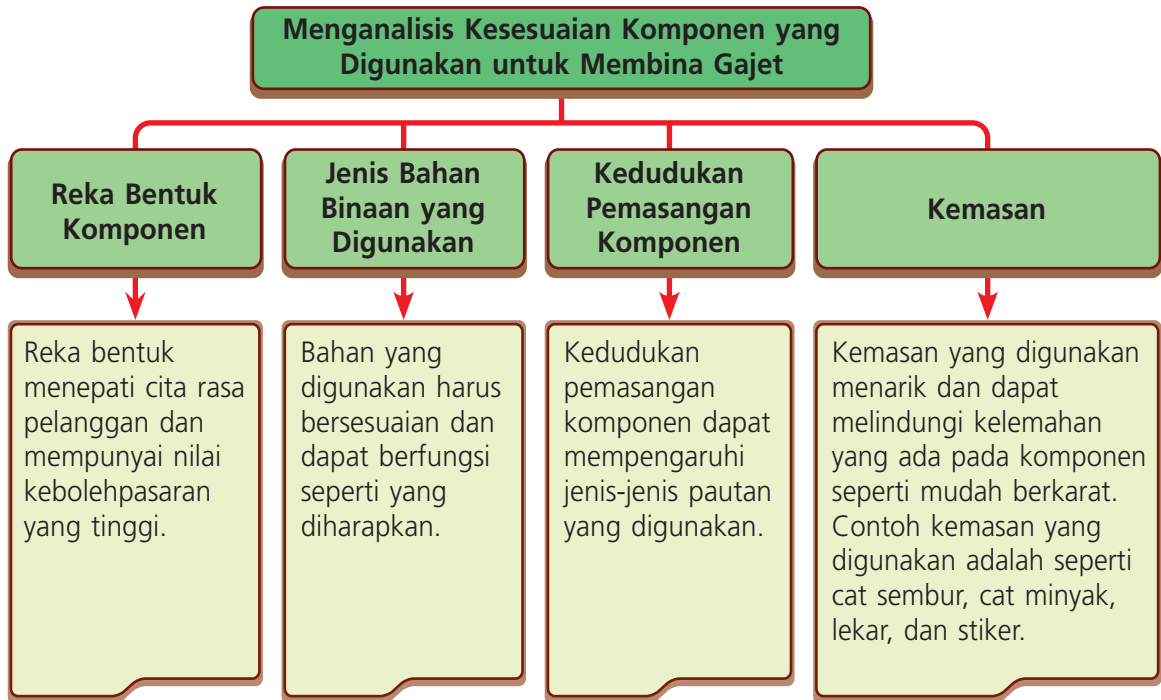 Menganalisis Kesesuaian Komponen yang
Digunakan untuk Membina Gajet
Reka Bentuk
Komponen
Jenis Bahan
Binaan yang
Digunakan
Kedudukan
Pemasangan
Komponen
Kemasan
Reka bentuk
menepati cita rasa
pelanggan dan
mempunyai nilai
kebolehpasaran
yang tinggi.
Bahan yang
digunakan harus
bersesuaian dan
dapat berfungsi
seperti yang
diharapkan.
Kedudukan
pemasangan
komponen dapat
mempengaruhi
jenis-jenis pautan
yang digunakan.
Kemasan yang digunakan
menarik dan dapat
melindungi kelemahan
yang ada pada komponen
seperti mudah berkarat.
Contoh kemasan yang
digunakan adalah seperti
cat sembur, cat minyak,
lekar, dan stiker.